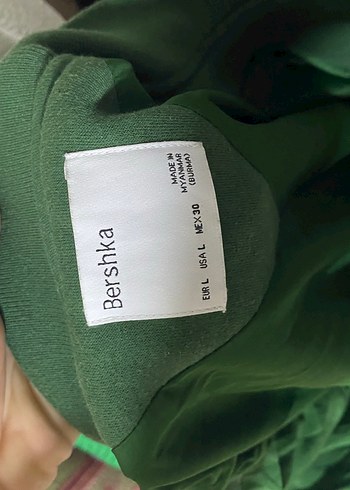 Bershka
EUR L USA L MEX 30
MADE IN
MYANMAR
(BURMA)